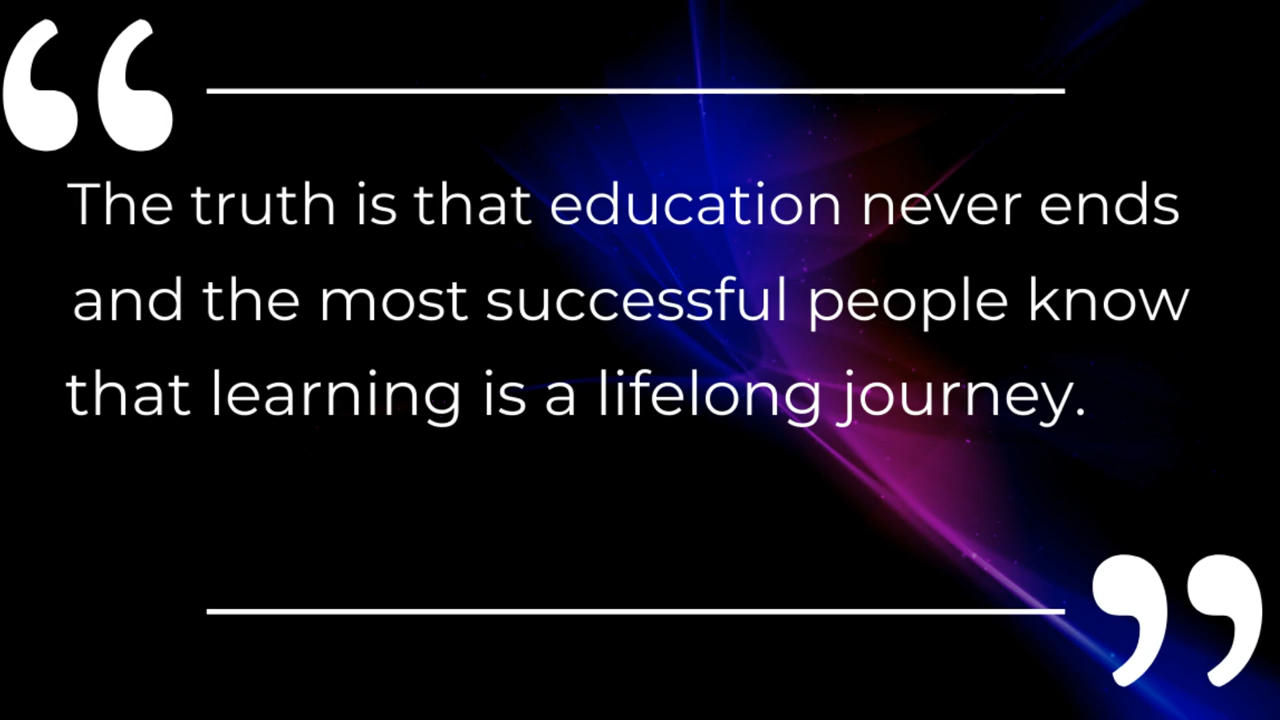 “
The truth is that education never ends
and the most successful people know
that learning is a lifelong journey.
”